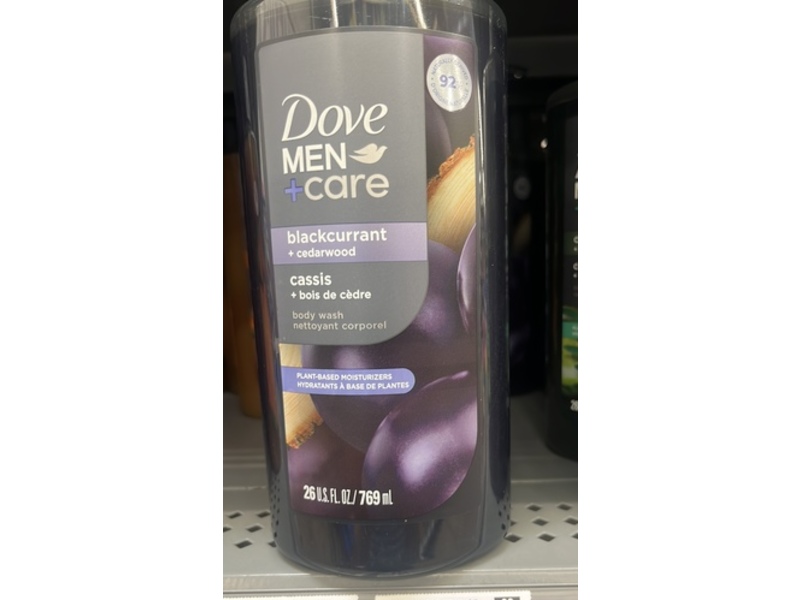 92
Dove
MEN
+care
blackcurrant
+ cedarwood
cassis
+ bois de cèdre
body wash
nettoyant corporel
PLANT-BASED MOISTURIZERS
HYDRATANTS À BASE DE PLANTES
26 U.S. FL. OZ./ 769 ml